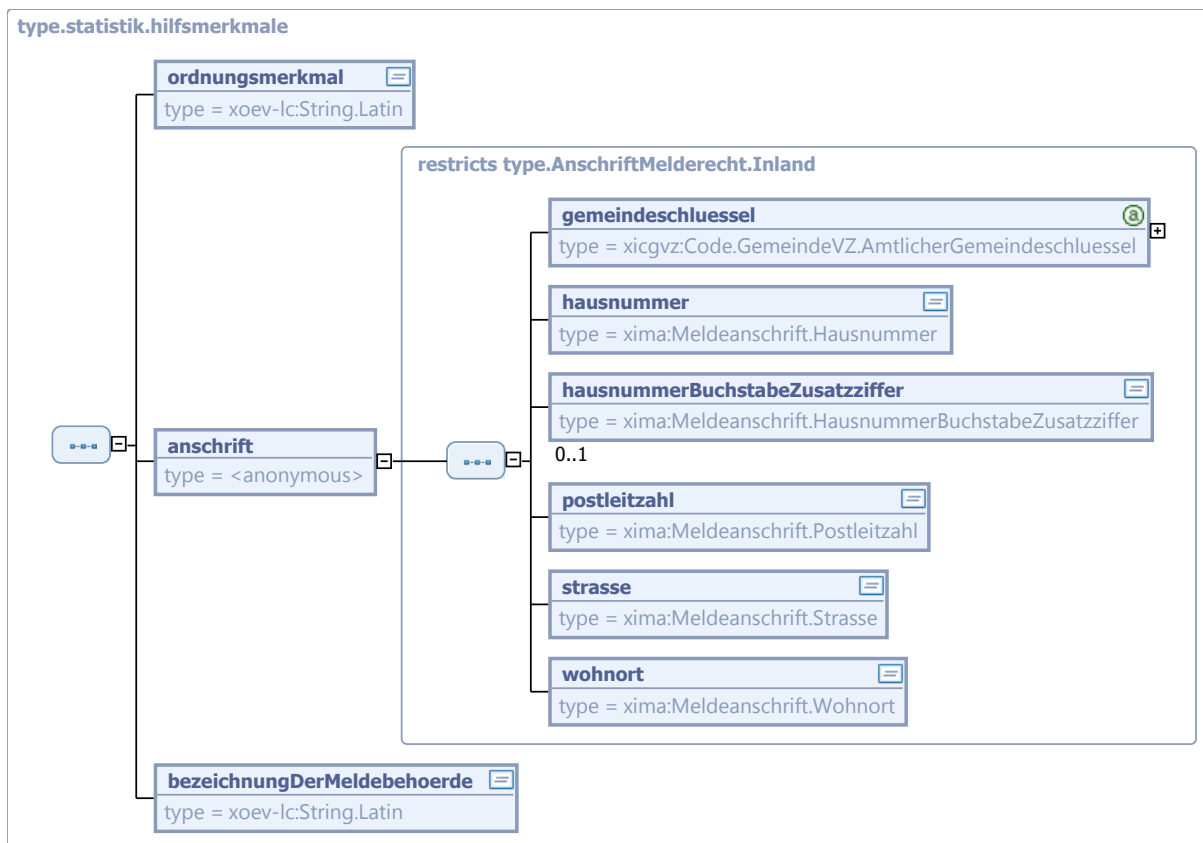 type.statistik.hilfsmerkmale
ordnungsmerkmal
type = xoev-lc:String.Latin
restricts type.AnschriftMelderecht.Inland
gemeindeschluessel
a
type = xicgvz:Code.GemeindeVZ.AmtlicherGemeindeschluessel
hausnummer
type = xima:Meldeanschrift.Hausnummer
hausnummerBuchstabeZusatzziffer
type = xima:Meldeanschrift.HausnummerBuchstabeZusatzziffer
0..1
anschrift
type = <anonymous>
postleitzahl
type = xima:Meldeanschrift.Postleitzahl
strasse
type = xima:Meldeanschrift.Strasse
wohnort
type = xima:Meldeanschrift.Wohnort
bezeichnungDerMeldebehoerde
type = xoev-lc:String.Latin